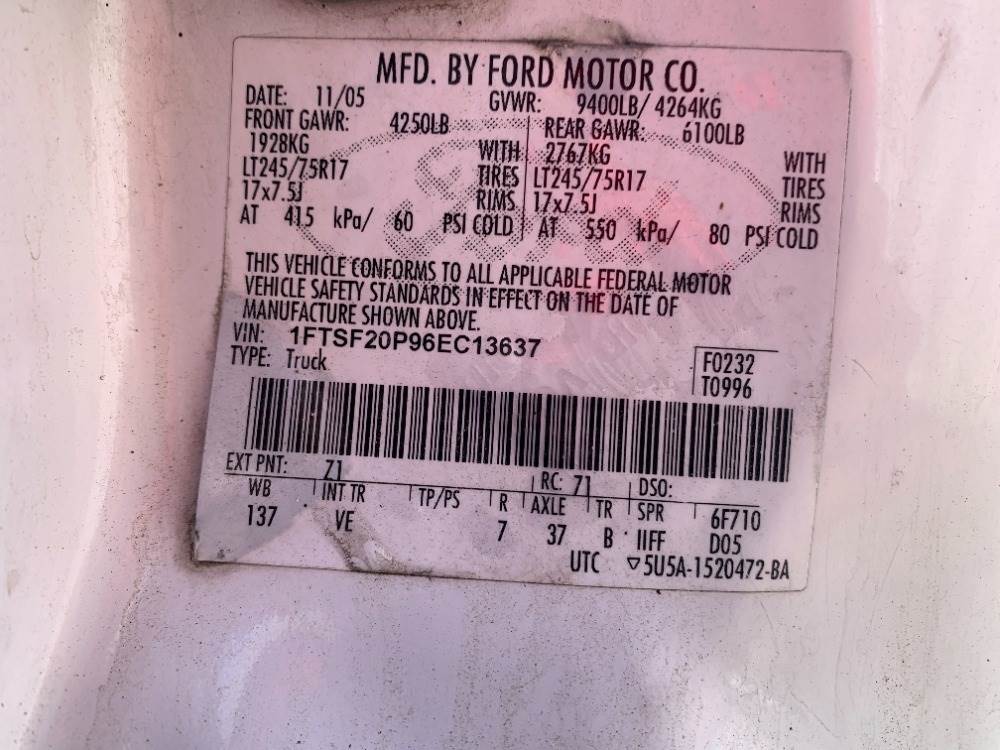 MFD. BY FORD MOTOR CO.
DATE: 11/05 GVWR: 9400LB/ 4264KG
FRONT GAWR: 4250LB REAR GAWR: 6100LB
1928KG WITH 2767KG WITH
LT245/75R17 TIRES LT245/75R17 TIRES
17x7.5J RIMS 17x7.5J RIMS
AT 415 kPa/ 60 PSI COLD AT 550 kPa/ 80 PSI COLD
THIS VEHICLE CONFORMS TO ALL APPLICABLE FEDERAL MOTOR
VEHICLE SAFETY STANDARDS IN EFFECT ON THE DATE OF
MANUFACTURE SHOWN ABOVE.
VIN: 1FTSF20P96EC13637
TYPE: Truck
F0232
T0996
EXT PNT: Z1 RC: 71 DSO:
WB INT TR TP/PS R AXLE TR SPR 6F710
137 VE 7 37 B IIFF D05
UTC ▽5U5A-1520472-BA